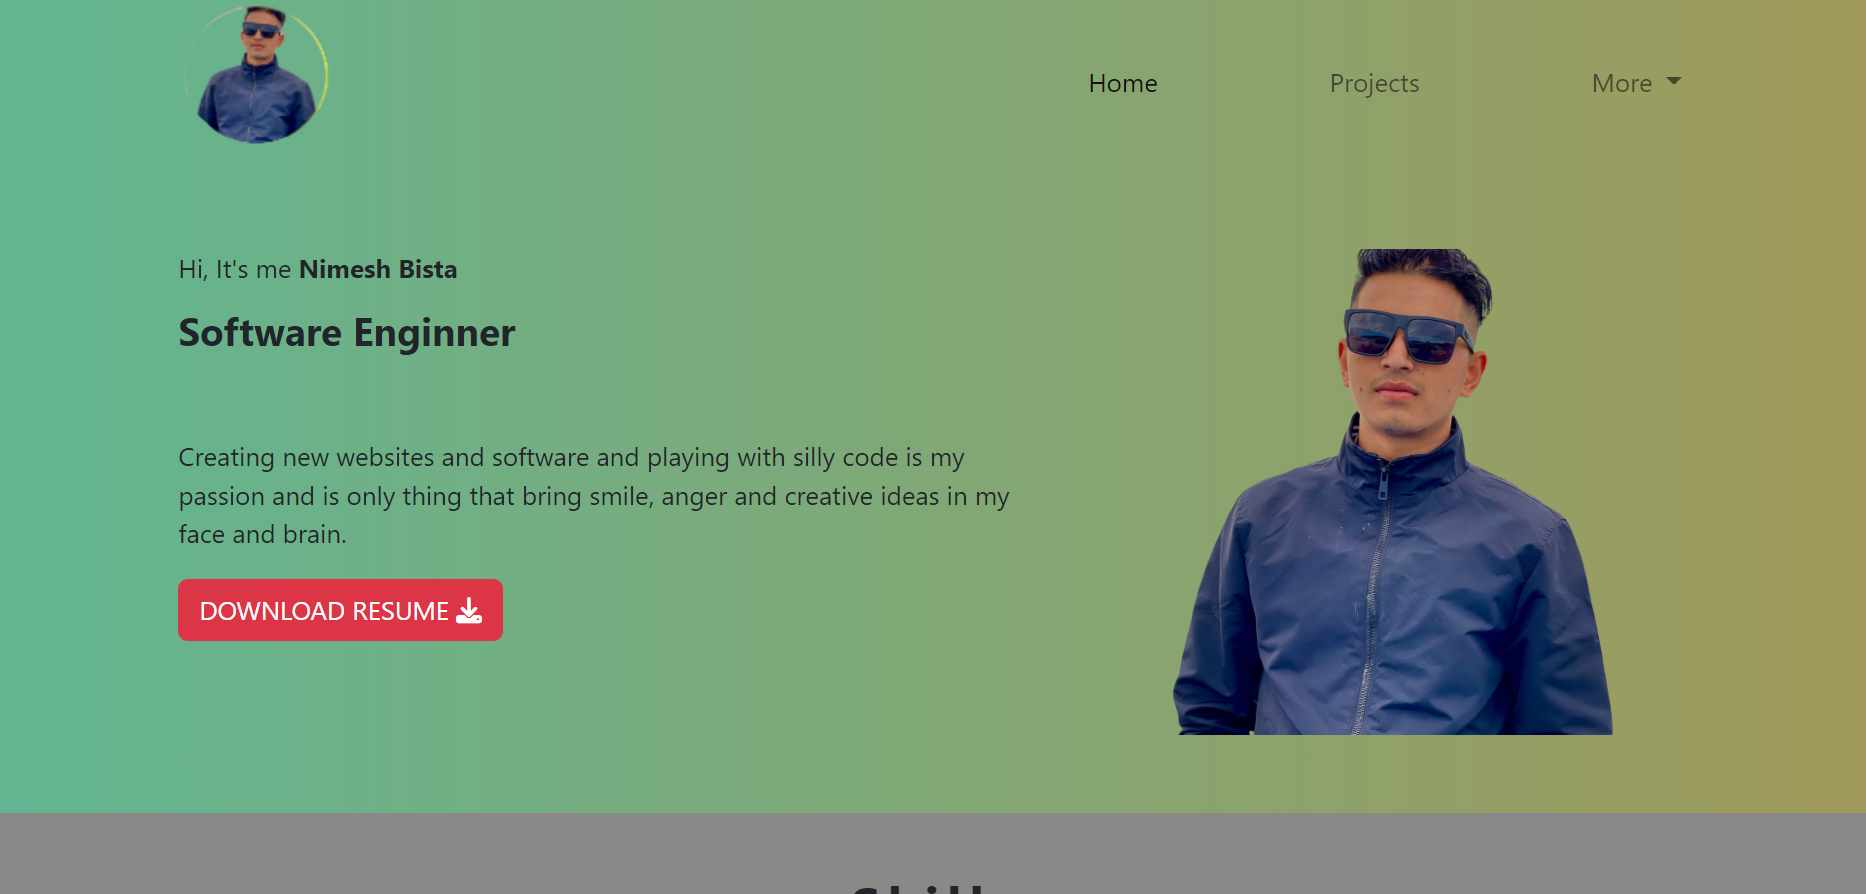 Home Projects More
Hi, It's me Nimesh Bista
Software Enginner
Creating new websites and software and playing with silly code is my
passion and is only thing that bring smile, anger and creative ideas in my
face and brain.
DOWNLOAD RESUME